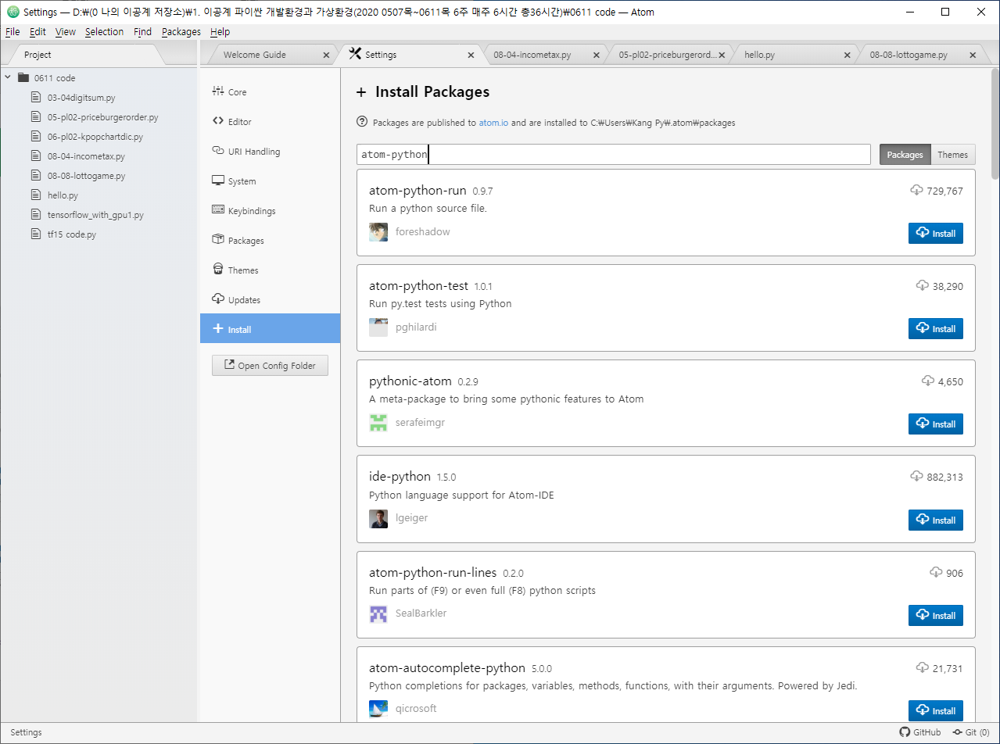 Settings — D:₩(0 나의 이공계 저장소)₩1. 이공계 파이썬 개발환경과 가상환경(2020 0507목~0611목 6주 매주 6시간 총36시간)₩0611 code — Atom
File Edit View Selection Find Packages Help
Project
Welcome Guide
Settings
08-04-incometax.py
05-pl02-priceburgerord...
hello.py
08-08-lottogame.py
0611 code
03-04digitsum.py
05-pl02-priceburgerorder.py
06-pl02-kpopchartdic.py
08-04-incometax.py
08-08-lottogame.py
hello.py
tensorflow_with_gpu1.py
tf15 code.py
Core
Editor
URI Handling
System
Keybindings
Packages
Themes
Updates
Install
Open Config Folder
Install Packages
Packages are published to atom.io and are installed to C:₩Users₩Kang Py₩.atom₩packages
atom-python
Packages Themes
atom-python-run 0.9.7 729,767
Run a python source file.
foreshadow Install
atom-python-test 1.0.1 38,290
Run py.test tests using Python
pghilardi Install
pythonic-atom 0.2.9 4,650
A meta-package to bring some pythonic features to Atom
serafeimgr Install
ide-python 1.5.0 882,313
Python language support for Atom-IDE
lgeiger Install
atom-python-run-lines 0.2.0 906
Run parts of (F9) or even full (F8) python scripts
SealBarkler Install
atom-autocomplete-python 5.0.0 21,731
Python completions for packages, variables, methods, functions, with their arguments. Powered by Jedi.
qicrosoft Install
Settings GitHub Git (0)